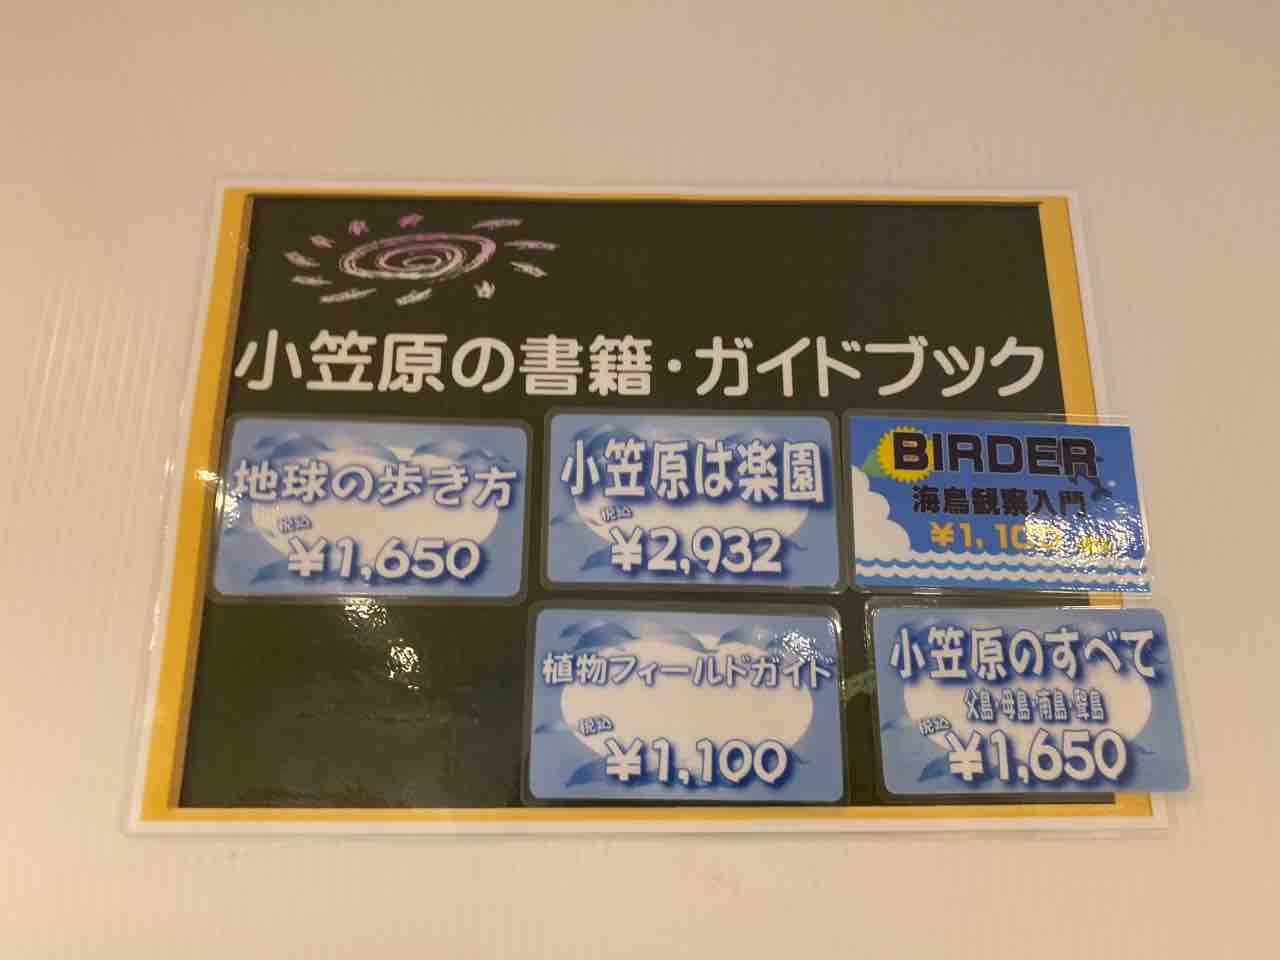 小笠原の書籍・ガイドブック
地球の歩き方
税込
¥1,650
小笠原は楽園
税込
¥2,932
BIRDER
海鳥観察入門
¥1,100
植物フィールドガイド
税込
¥1,100
小笠原のすべて
父島・母島・南島・聟島
税込
¥1,650